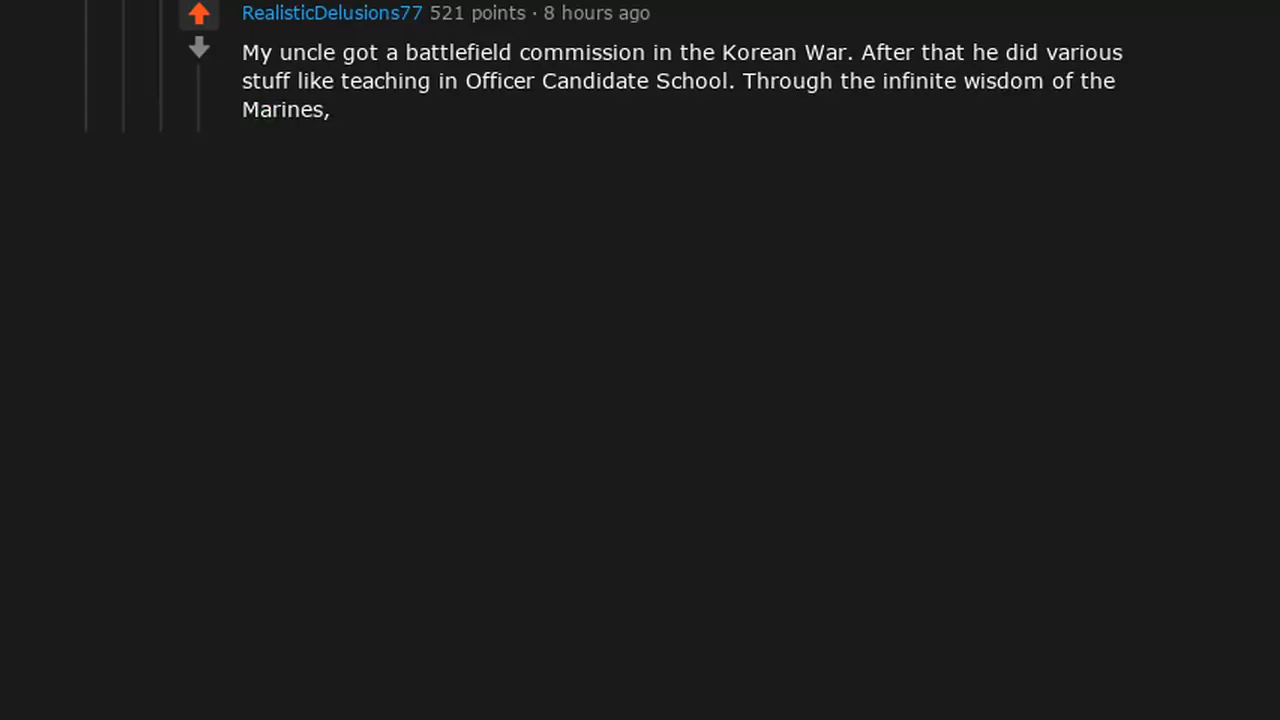 RealisticDelusions77 521 points · 8 hours ago
My uncle got a battlefield commission in the Korean War. After that he did various
stuff like teaching in Officer Candidate School. Through the infinite wisdom of the
Marines,